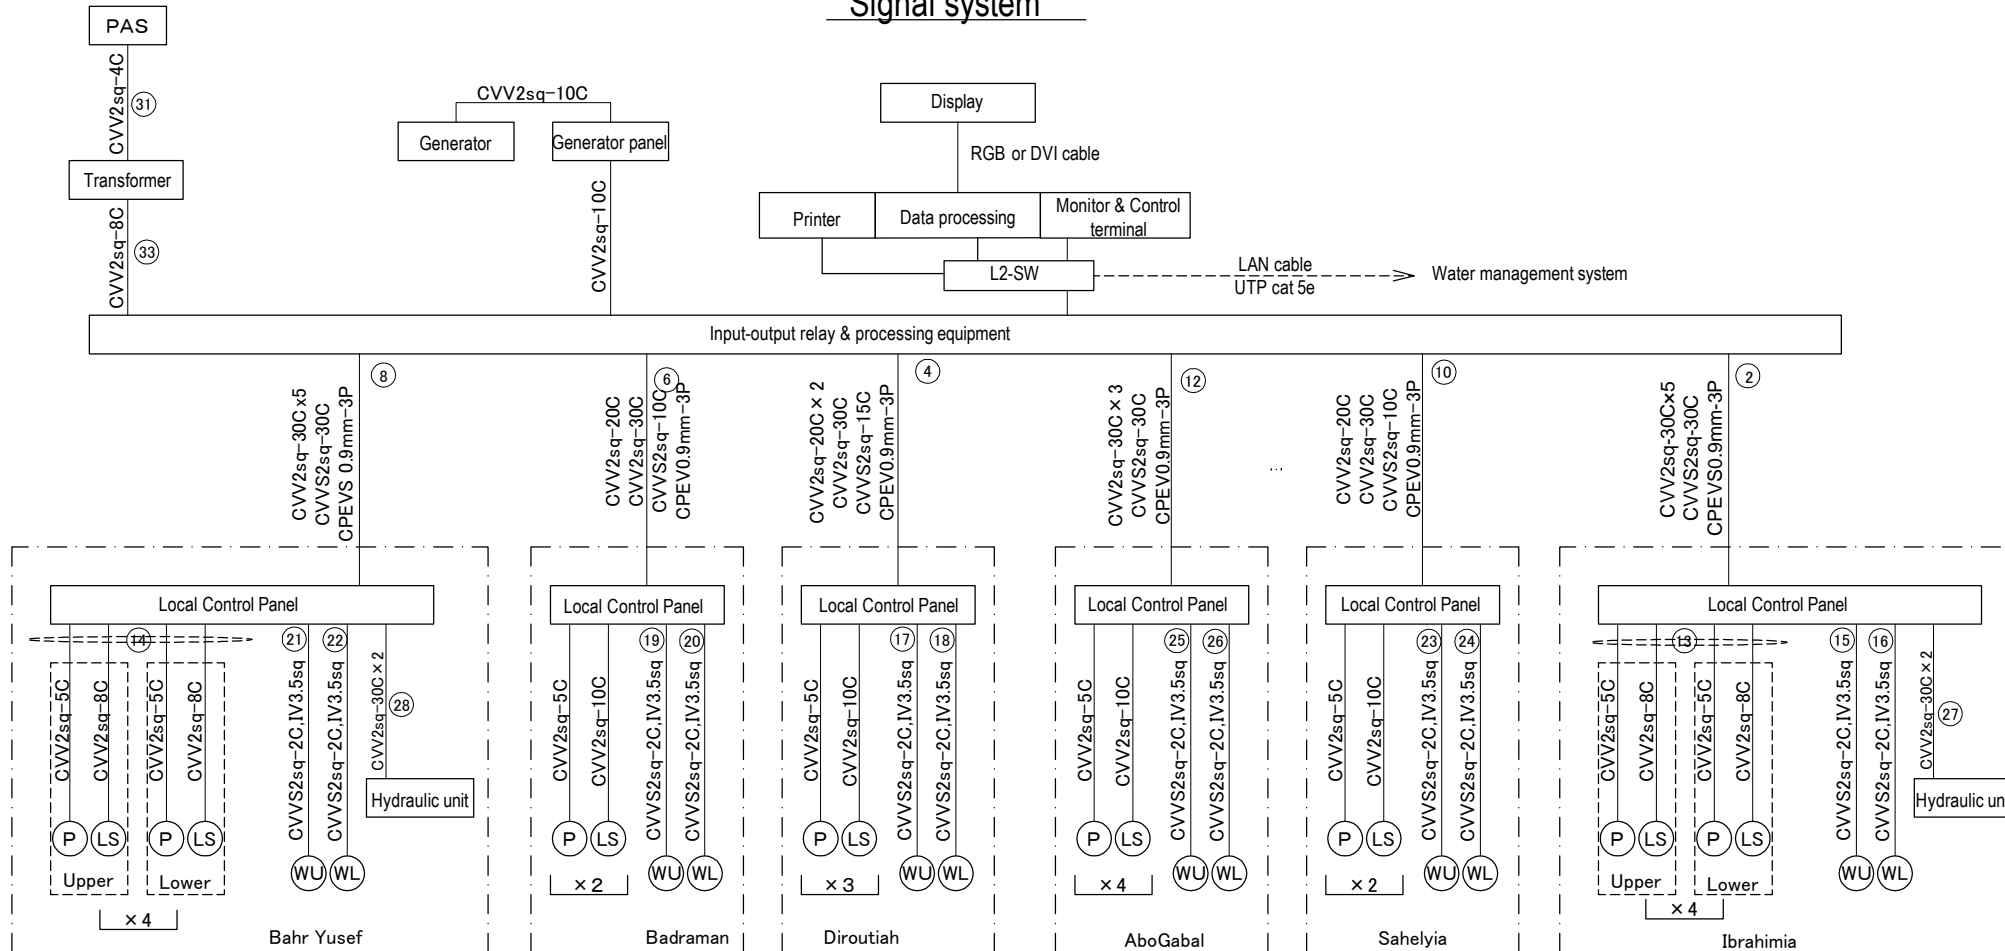 Signal system
PAS
CVV2sq-4C
31
Transformer
CVV2sq-8C
33
CVV2sq-10C
Generator
Generator panel
CVV2sq-10C
Display
RGB or DVI cable
Printer
Data processing
Monitor & Control
terminal
L2-SW
LAN cable
UTP cat 5e
Water management system
Input-output relay & processing equipment
8
CVV2sq-30C x5
CVVS2sq-30C
CPEVS 0.9mm-3P
6
CVV2sq-20C
CVV2sq-30C
CVVS2sq-10C
CPEV0.9mm-3P
4
CVV2sq-20C×2
CVV2sq-30C
CVVS2sq-15C
CPEV0.9mm-3P
12
CVV2sq-30C×3
CVVS2sq-30C
CPEV0.9mm-3P
...
10
CVV2sq-20C
CVV2sq-30C
CVVS2sq-10C
CPEV0.9mm-3P
2
CVV2sq-30C×5
CVVS2sq-30C
CPEVS0.9mm-3P
Local Control Panel
14
21
22
CVV2sq-5C
CVV2sq-8C
CVV2sq-5C
CVV2sq-8C
CVVS2sq-2C,IV3.5sq
CVVS2sq-2C,IV3.5sq
CVV2sq-30C×2
28
Hydraulic unit
P
LS
P
LS
WU
WL
Upper
Lower
×4
Bahr Yusef
Local Control Panel
19
20
CVV2sq-5C
CVV2sq-10C
CVVS2sq-2C,IV3.5sq
CVVS2sq-2C,IV3.5sq
P
LS
WU
WL
×2
Badraman
Local Control Panel
17
18
CVV2sq-5C
CVV2sq-10C
CVVS2sq-2C,IV3.5sq
CVVS2sq-2C,IV3.5sq
P
LS
WU
WL
×3
Diroutiah
Local Control Panel
25
26
CVV2sq-5C
CVV2sq-10C
CVVS2sq-2C,IV3.5sq
CVVS2sq-2C,IV3.5sq
P
LS
WU
WL
×4
AboGabal
Local Control Panel
23
24
CVV2sq-5C
CVV2sq-10C
CVVS2sq-2C,IV3.5sq
CVVS2sq-2C,IV3.5sq
P
LS
WU
WL
×2
Sahelyia
Local Control Panel
13
15
16
CVV2sq-5C
CVV2sq-8C
CVV2sq-5C
CVV2sq-8C
CVVS2sq-2C,IV3.5sq
CVVS2sq-2C,IV3.5sq
CVV2sq-30C×2
27
Hydraulic un
P
LS
P
LS
WU
WL
Upper
Lower
×4
Ibrahimia